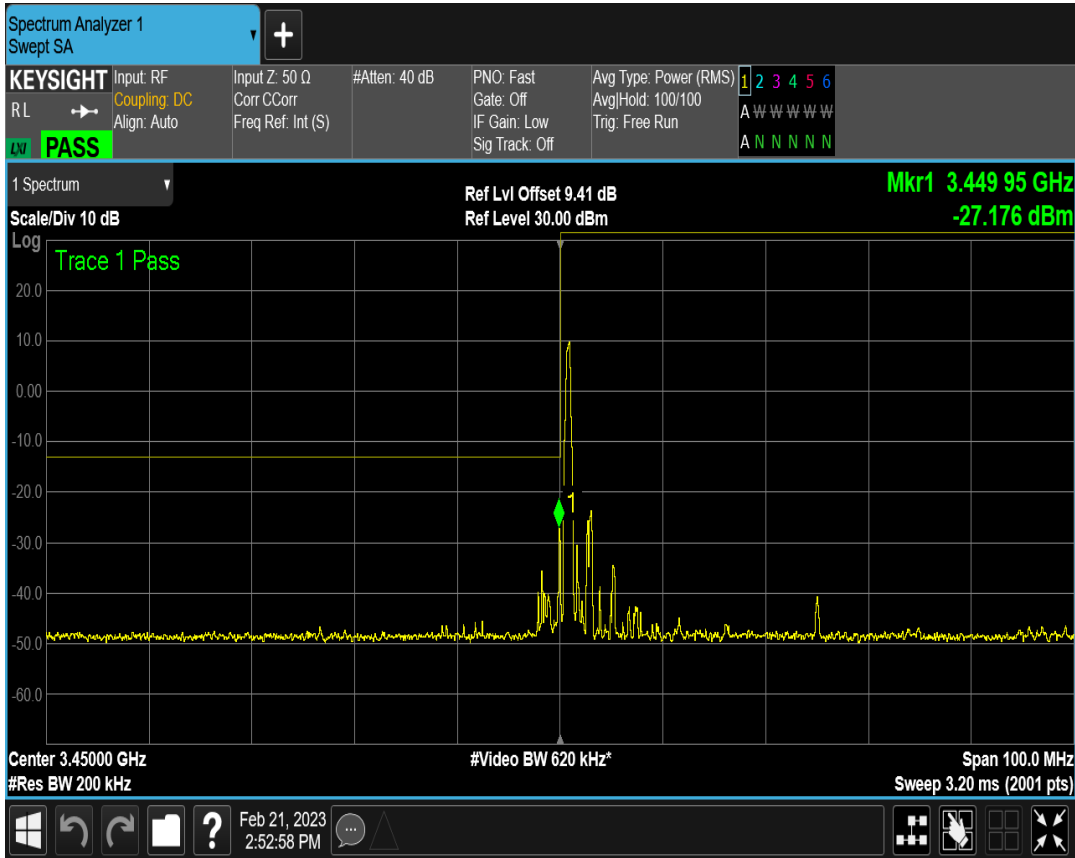 Spectrum Analyzer 1
Swept SA
KEYSIGHT
R L
LXI PASS
Input: RF
Coupling: DC
Align: Auto
Input Z: 50 Ω
Corr CCorr
Freq Ref: Int (S)
#Atten: 40 dB
PNO: Fast
Gate: Off
IF Gain: Low
Sig Track: Off
Avg Type: Power (RMS)
Avg|Hold: 100/100
Trig: Free Run
1 2 3 4 5 6
A W W W W W
A N N N N N
1 Spectrum
Scale/Div 10 dB
Ref Lvl Offset 9.41 dB
Ref Level 30.00 dBm
Mkr1 3.449 95 GHz
-27.176 dBm
Log
Trace 1 Pass
20.0
10.0
0.00
-10.0
-20.0
1
-30.0
-40.0
-50.0
-60.0
Center 3.45000 GHz
#Video BW 620 kHz*
Span 100.0 MHz
#Res BW 200 kHz
Sweep 3.20 ms (2001 pts)
Feb 21, 2023
2:52:58 PM